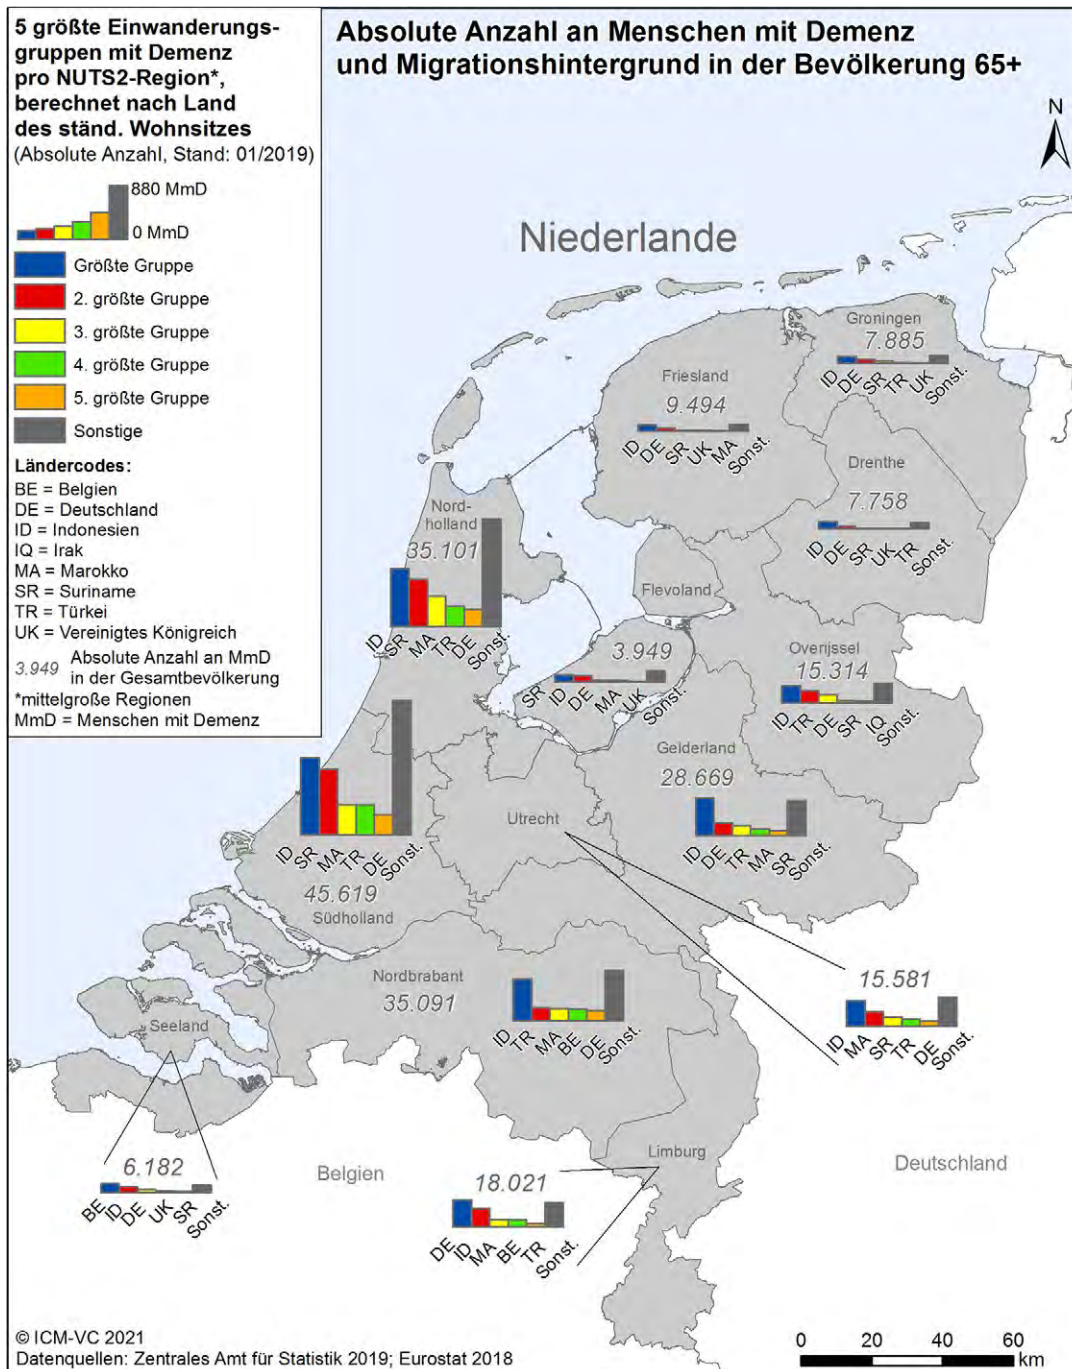 5 größte Einwanderungs-
gruppen mit Demenz
pro NUTS2-Region*,
berechnet nach Land
des ständ. Wohnsitzes
(Absolute Anzahl, Stand: 01/2019)
880 MmD
0 MmD
Größte Gruppe
2. größte Gruppe
3. größte Gruppe
4. größte Gruppe
5. größte Gruppe
Sonstige
Ländercodes:
BE = Belgien
DE = Deutschland
ID = Indonesien
IQ = Irak
MA = Marokko
SR = Suriname
TR = Türkei
UK = Vereinigtes Königreich
3.949 Absolute Anzahl an MmD
in der Gesamtbevölkerung
*mittelgroße Regionen
MmD = Menschen mit Demenz
Absolute Anzahl an Menschen mit Demenz
und Migrationshintergrund in der Bevölkerung 65+
N
Niederlande
Groningen
7.885
ID DE SR TR UK Sonst.
Friesland
9.494
ID DE SR UK MA Sonst.
Drenthe
7.758
ID DE SR UK TR Sonst.
Nord-
holland
35.101
ID SR MA TR DE Sonst.
Flevoland
3.949
SR ID DE MA UK Sonst.
Overijssel
15.314
ID TR DE SR IQ Sonst.
Gelderland
28.669
ID DE TR MA SR Sonst.
Utrecht
15.581
ID MA SR TR DE Sonst.
ID SR MA TR DE Sonst.
45.619
Südholland
Nordbrabant
35.091
ID TR MA BE DE Sonst.
Seeland
6.182
BE ID DE UK SR Sonst.
Limburg
18.021
DE ID MA BE TR Sonst.
Belgien
Deutschland
© ICM-VC 2021
Datenquellen: Zentrales Amt für Statistik 2019; Eurostat 2018
0 20 40 60
km